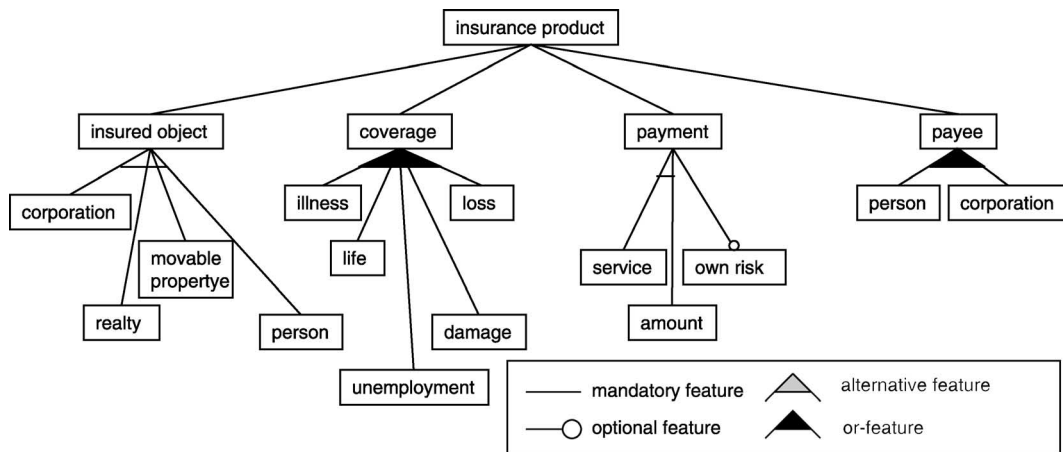 insurance product
insured object
coverage
payment
payee
corporation
illness
loss
person
corporation
movable
propertye
life
service
own risk
realty
person
damage
amount
unemployment
mandatory feature
alternative feature
optional feature
or-feature